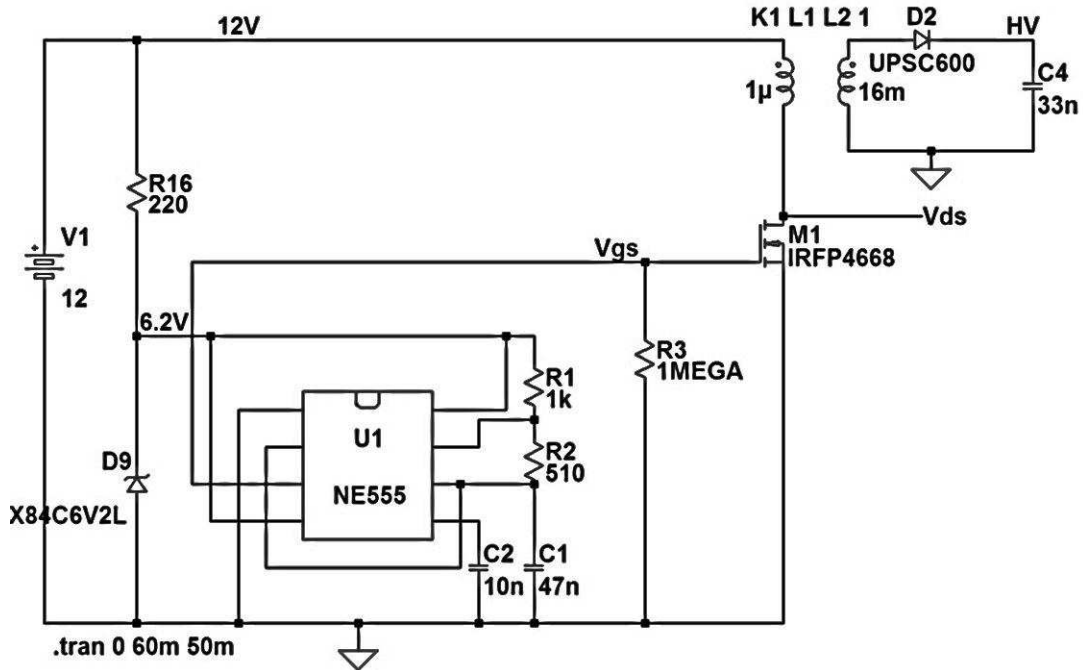 12V
K1 L1 L2 1
D2
HV
UPSC600
1µ
16m
C4
33n
R16
220
V1
12
Vgs
Vds
M1
IRFP4668
6.2V
R3
1MEGA
R1
1k
U1
R2
510
D9
NE555
X84C6V2L
C2
10n
C1
47n
.tran 0 60m 50m